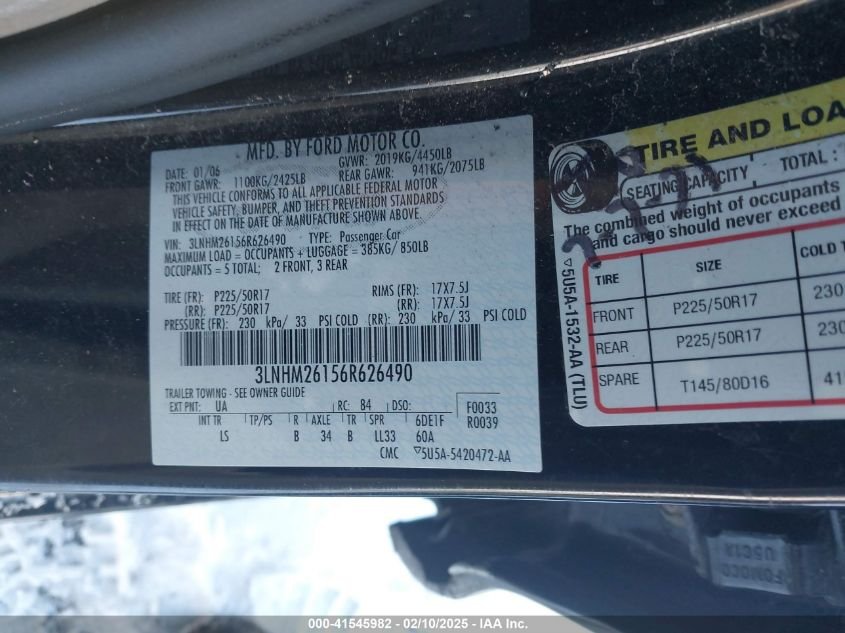 MFD. BY FORD MOTOR CO.
DATE: 01/06 GVWR: 2019KG/4450LB
FRONT GAWR: 1100KG/2425LB REAR GAWR: 941KG/2075LB
THIS VEHICLE CONFORMS TO ALL APPLICABLE FEDERAL MOTOR
VEHICLE SAFETY, BUMPER, AND THEFT PREVENTION STANDARDS
IN EFFECT ON THE DATE OF MANUFACTURE SHOWN ABOVE.
VIN: 3LNHM26156R626490 TYPE: Passenger Car
MAXIMUM LOAD = OCCUPANTS + LUGGAGE = 385KG/ 850LB
OCCUPANTS = 5 TOTAL; 2 FRONT, 3 REAR
TIRE (FR): P225/50R17 RIMS (FR): 17X7.5J
(RR): P225/50R17 (RR): 17X7.5J
PRESSURE (FR): 230 kPa/ 33 PSI COLD (RR): 230 kPa/ 33 PSI COLD
3LNHM26156R626490
TRAILER TOWING - SEE OWNER GUIDE
EXT PNT: UA RC: 84 DSO: F0033
INT TR TP/PS R AXLE TR SPR 6DE1F R0039
LS B 34 B LL33 60A
CMC ▽5U5A-5420472-AA
TIRE AND LOA
SEATING CAPACITY TOTAL :
The combined weight of occupants
and cargo should never exceed
▽5U5A-1532-AA (TLU)
TIRE SIZE COLD T
FRONT P225/50R17 230
REAR P225/50R17 230
SPARE T145/80D16 41
FOMOCO
U5C1A
000-41545982 - 02/10/2025 - IAA Inc.